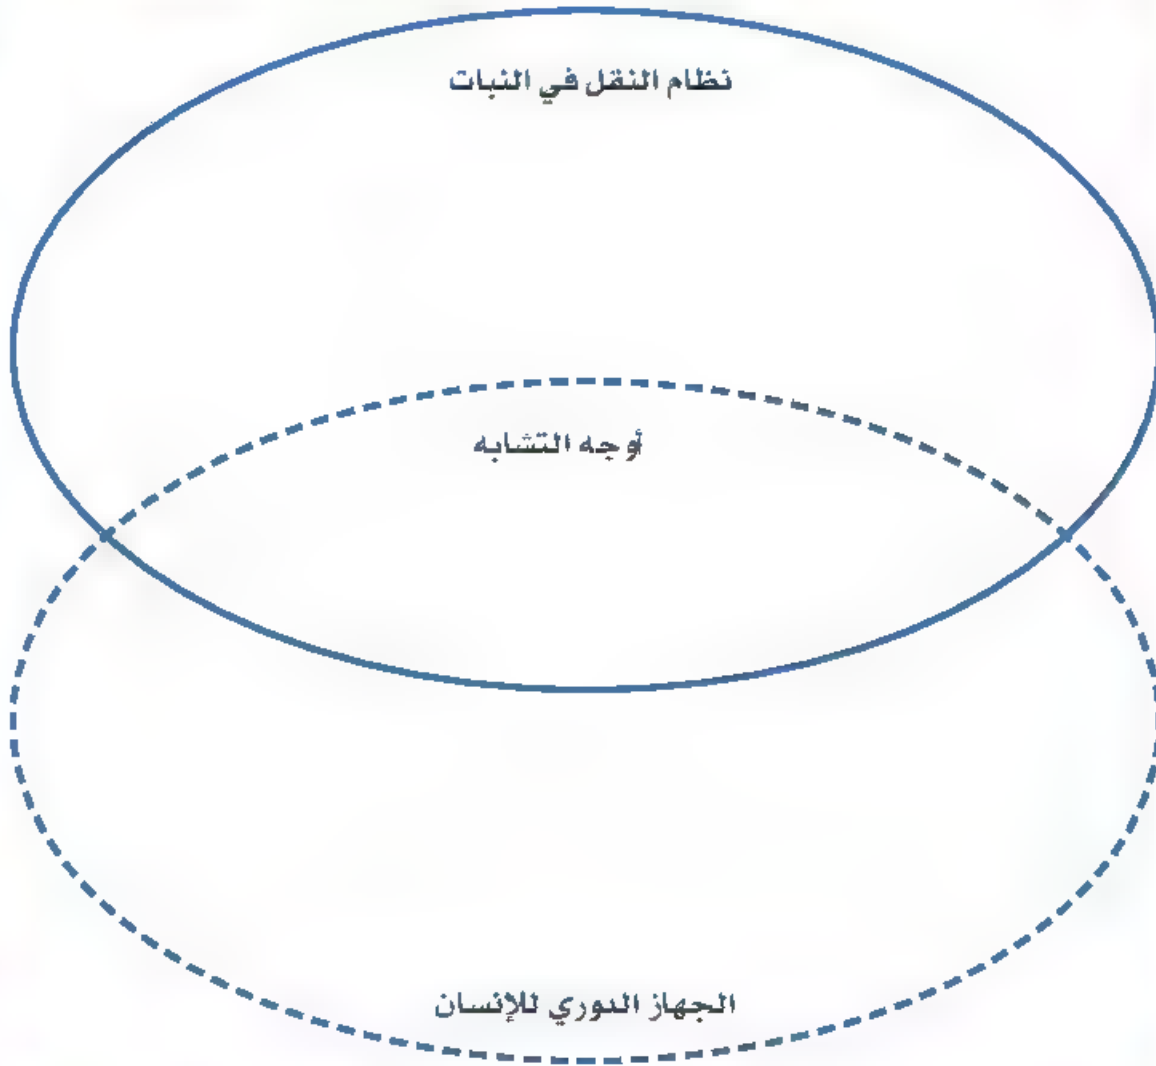 نظام النقل في النبات
أوجه التشابه
الجهاز الدوري للإنسان